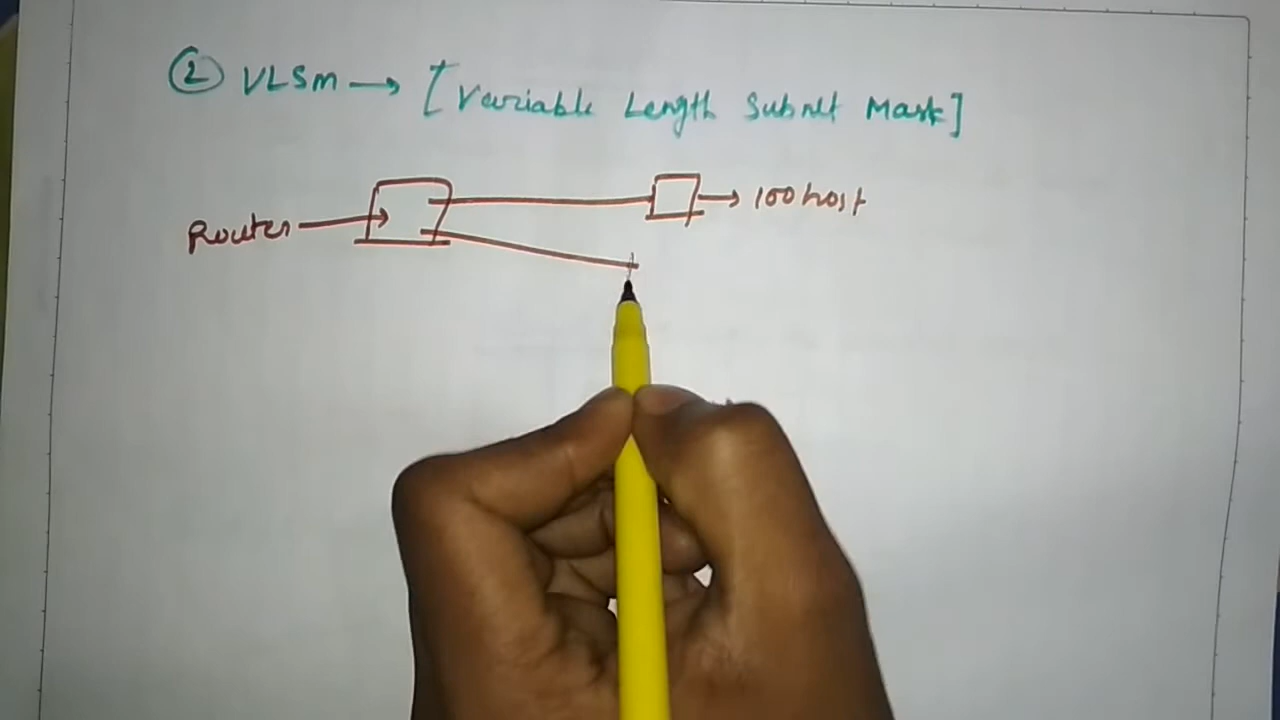 ② VLSM → [Variable Length Subnet Mask]
Router → → 100 host